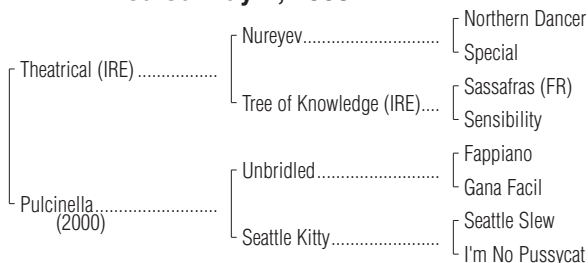 Northern Dancer
Nureyev
Special
Theatrical (IRE)
Sassafras (FR)
Tree of Knowledge (IRE)
Sensibility
Fappiano
Unbridled
Gana Facil
Pulcinella
(2000)
Seattle Slew
Seattle Kitty
I'm No Pussycat